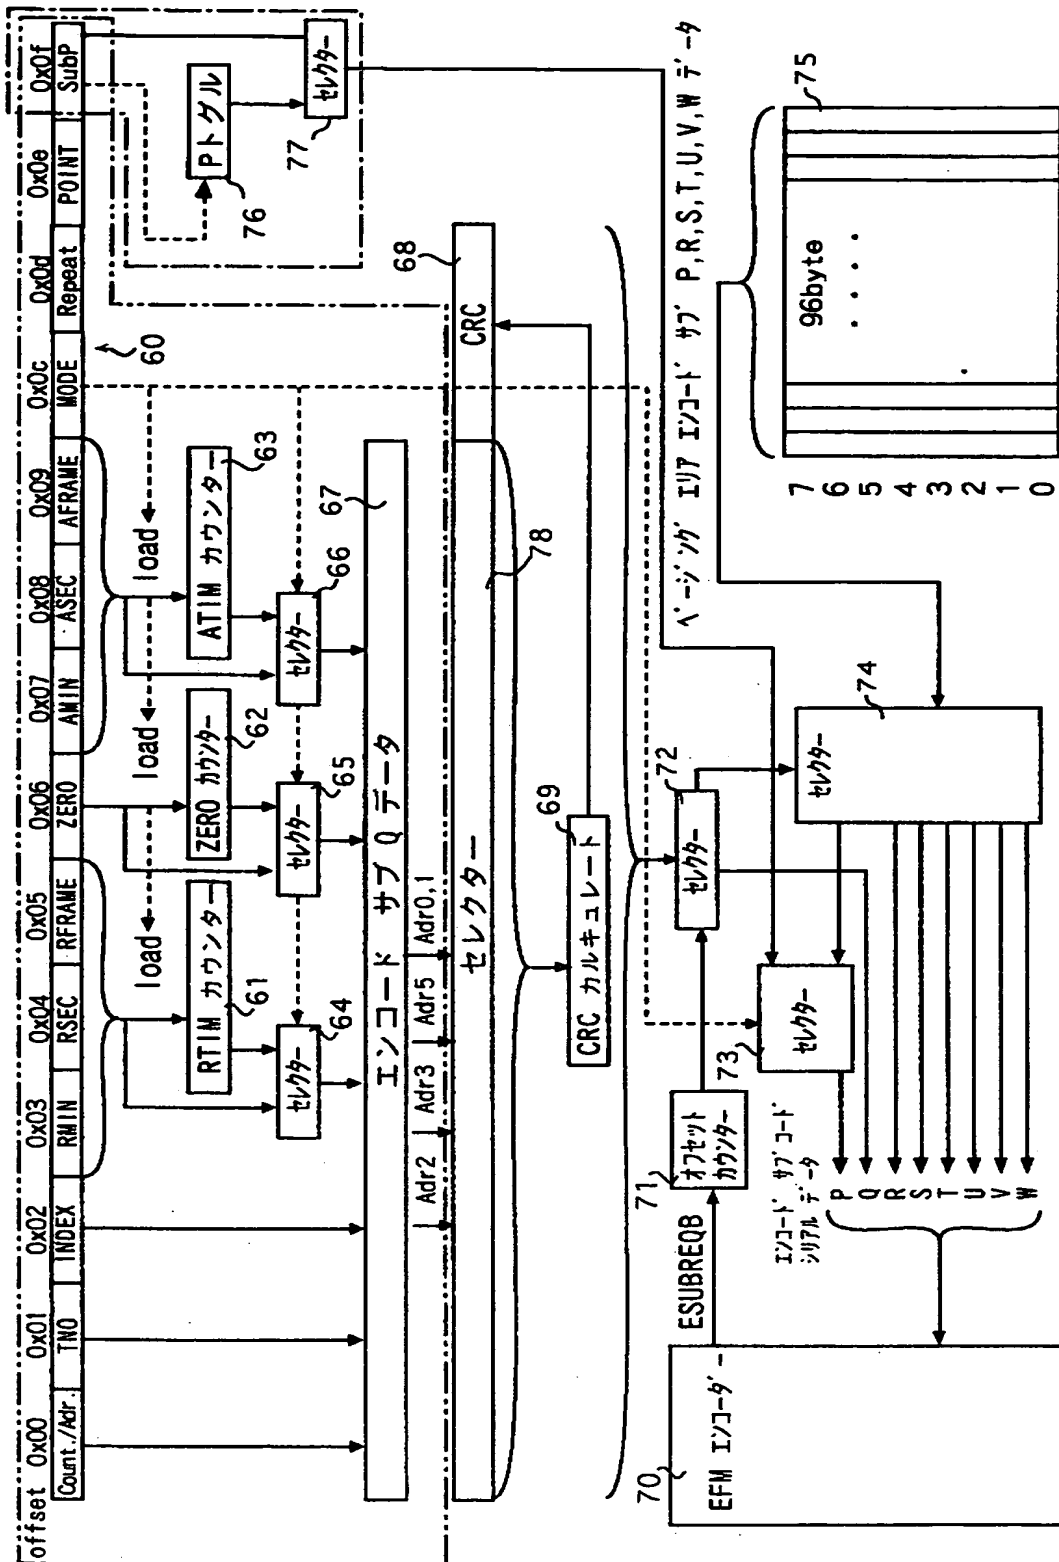 offset 0x00 0x01 0x02 0x03 0x04 0x05 0x06 0x07 0x08 0x09 0x0c 0x0d 0x0e 0x0f
Count./Adr. TNO INDEX RMIN RSEC RFRAME ZERO AMIN ASEC AFRAME MODE Repeat POINT SubP
60
load load load
RTIM カウンター
61
ZERO カウンター
62
ATIM カウンター
63
Pトグル
76
セレクター
77
セレクター
64
セレクター
65
セレクター
66
エンコード サブ Q データ
67
Adr2 Adr3 Adr5 Adr0,1
セレクター
78
CRC
68
CRC カルキュレート
69
ページング エリア エンコード サブ P,R,S,T,U,V,W データ
70
EFM エンコーダー
ESUBREQB
71
オフセット
カウンター
セレクター
72
73
セレクター
74
セレクター
75
96byte
7
6
5
4
3
2
1
0
エンコード サブコード
シリアル データ
P
Q
R
S
T
U
V
W